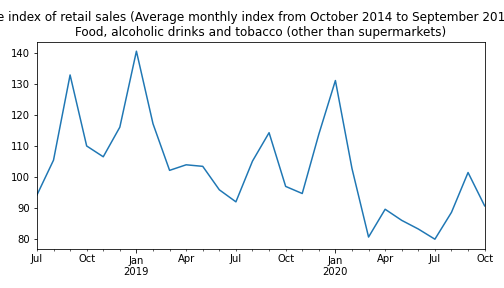 index of retail sales (Average monthly index from October 2014 to September
Food, alcoholic drinks and tobacco (other than supermarkets)
140
130
120
110
100
90
80
Jul
Oct
Jan
2019
Apr
Jul
Oct
Jan
2020
Apr
Jul
Oct